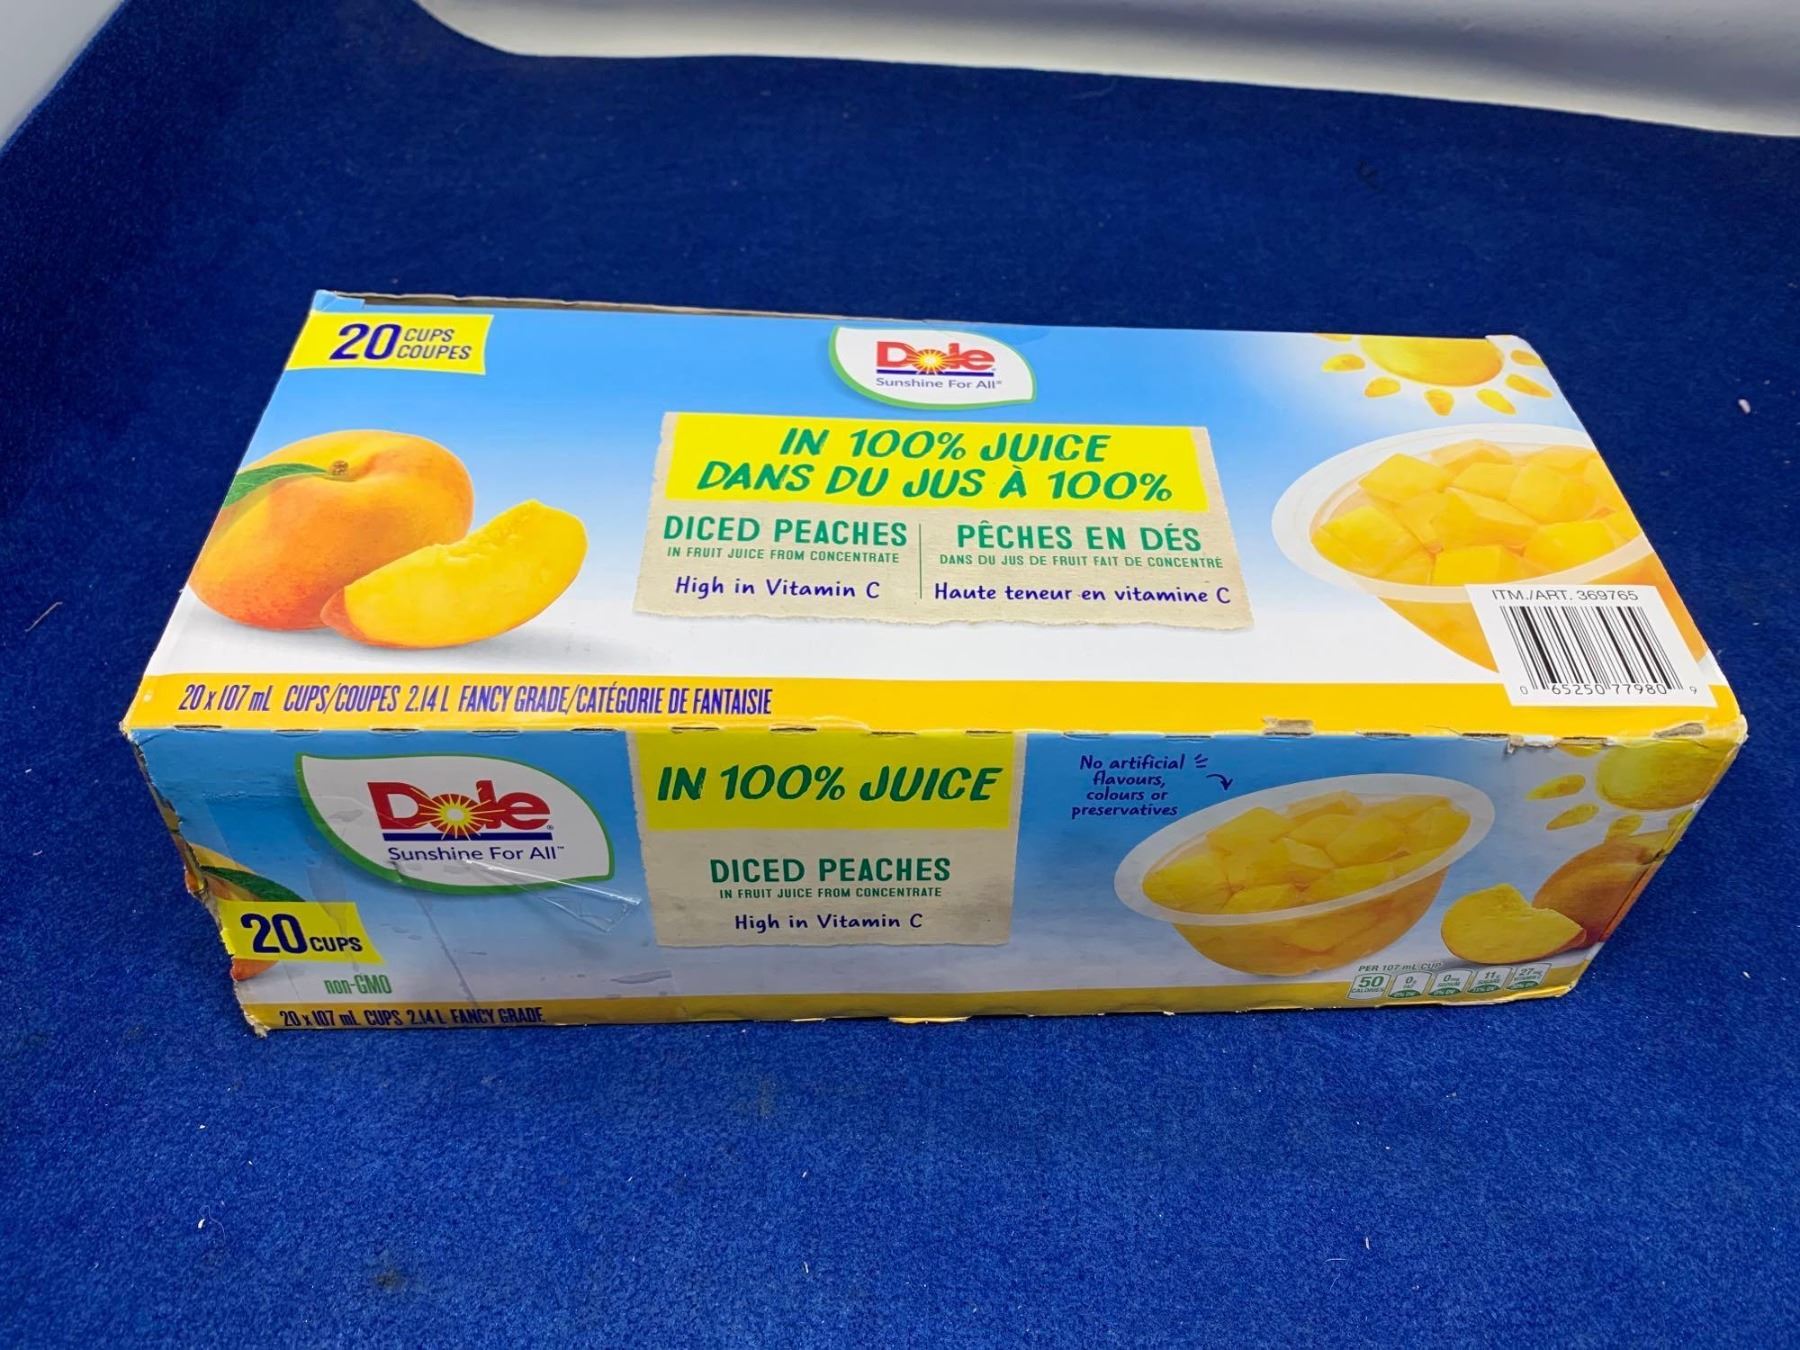 20 CUPS
COUPES
Dole
Sunshine For All®
IN 100% JUICE
DANS DU JUS À 100%
DICED PEACHES
IN FRUIT JUICE FROM CONCENTRATE
High in Vitamin C
PÊCHES EN DÉS
DANS DU JUS DE FRUIT FAIT DE CONCENTRÉ
Haute teneur en vitamine C
ITM./ART. 369765
0 65250 77980 9
20 x 107 mL CUPS/COUPES 2.14 L FANCY GRADE/CATÉGORIE DE FANTAISIE
Dole®
Sunshine For All™
20 CUPS
non-GMO
20 x 107 mL CUPS 2.14 L FANCY GRADE
IN 100% JUICE
DICED PEACHES
IN FRUIT JUICE FROM CONCENTRATE
High in Vitamin C
No artificial
flavours,
colours or
preservatives
PER 107 mL CUP
50
CALORIES